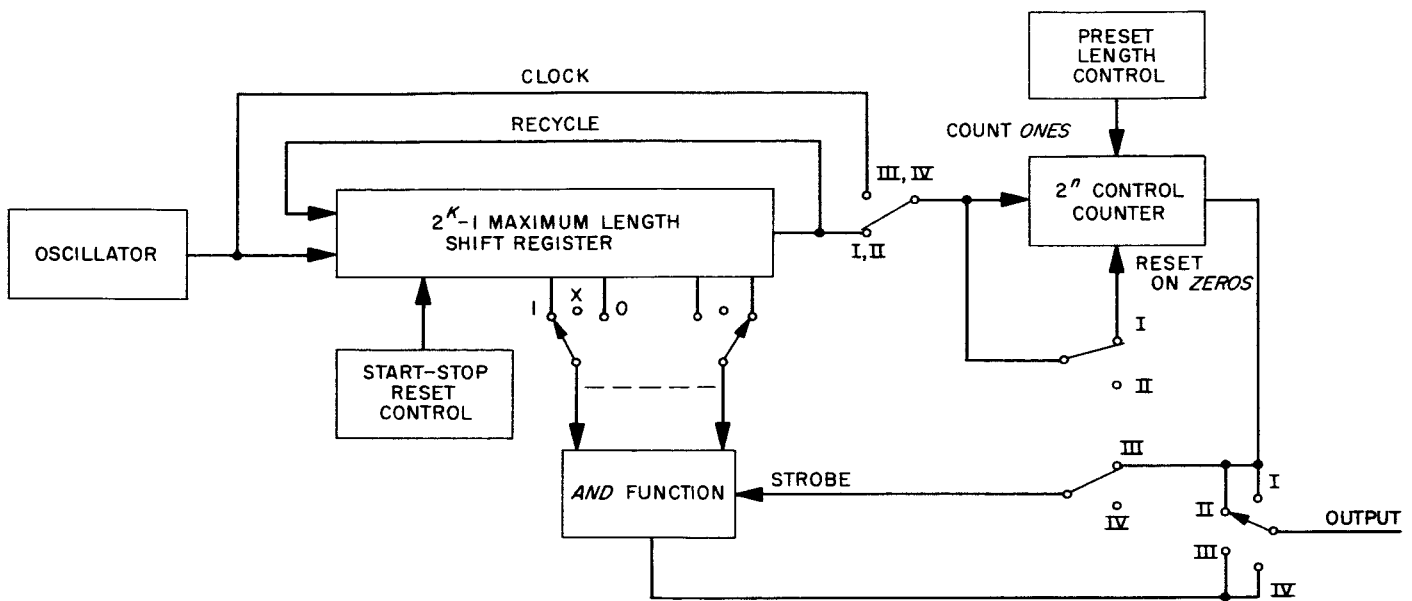 PRESET
LENGTH
CONTROL
CLOCK
RECYCLE
COUNT ONES
III, IV
2^K-1 MAXIMUM LENGTH
SHIFT REGISTER
2^n CONTROL
COUNTER
OSCILLATOR
I, II
RESET
ON ZEROS
1 X 0
I
START-STOP
RESET
CONTROL
II
III
AND FUNCTION
STROBE
I
IV
II
OUTPUT
III
IV